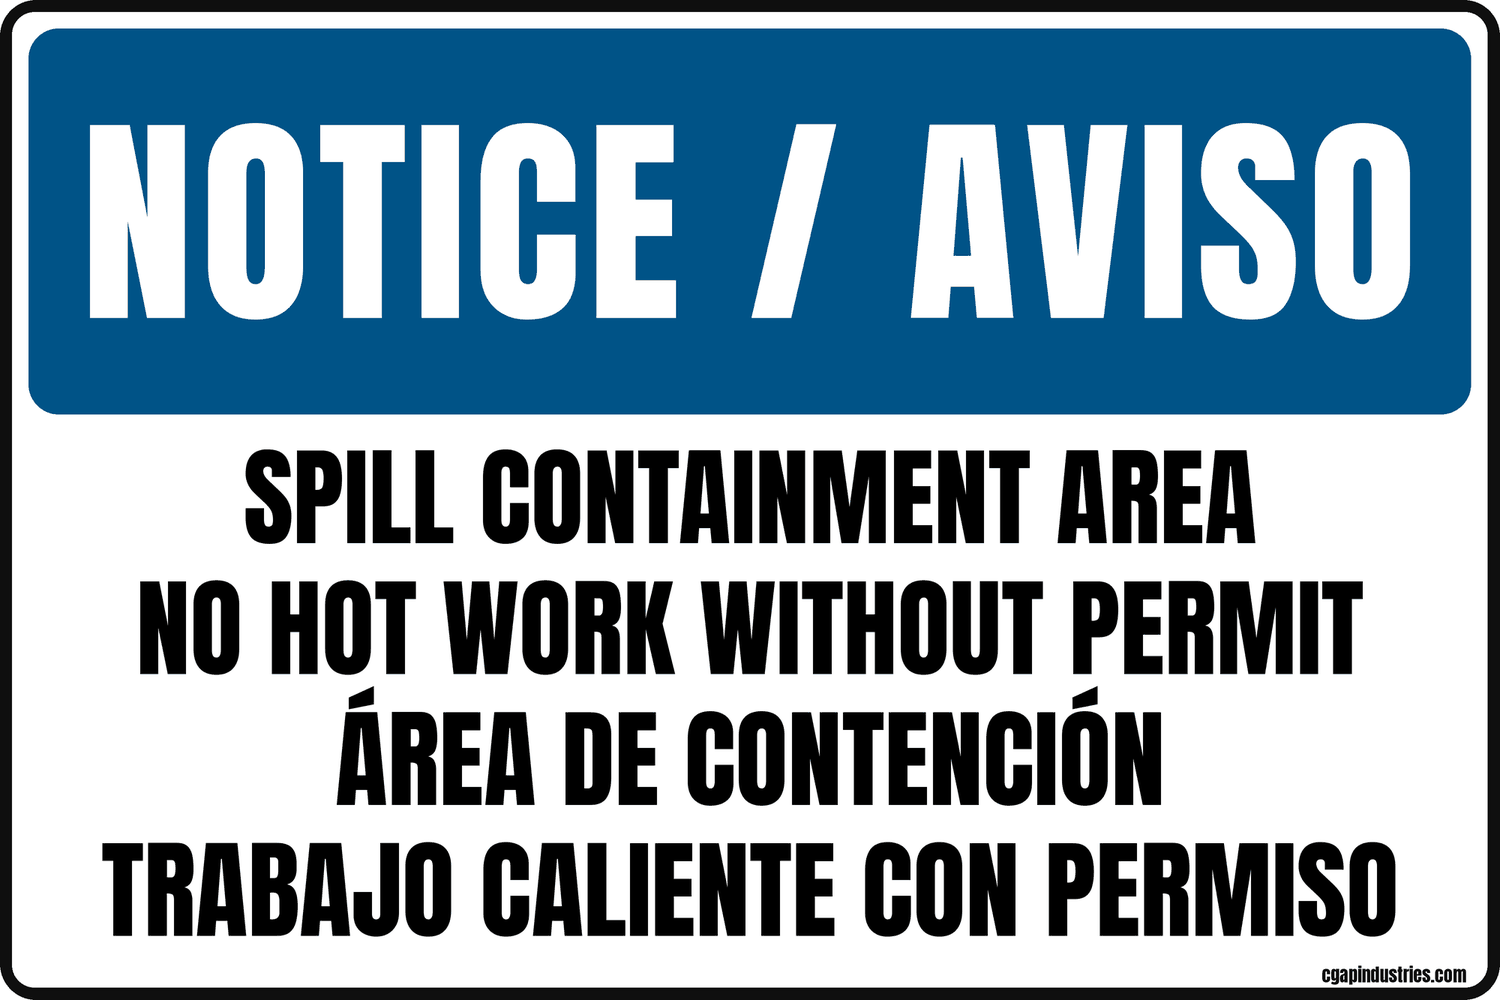 NOTICE / AVISO
SPILL CONTAINMENT AREA
NO HOT WORK WITHOUT PERMIT
ÁREA DE CONTENCIÓN
TRABAJO CALIENTE CON PERMISO
cgapindustries.com